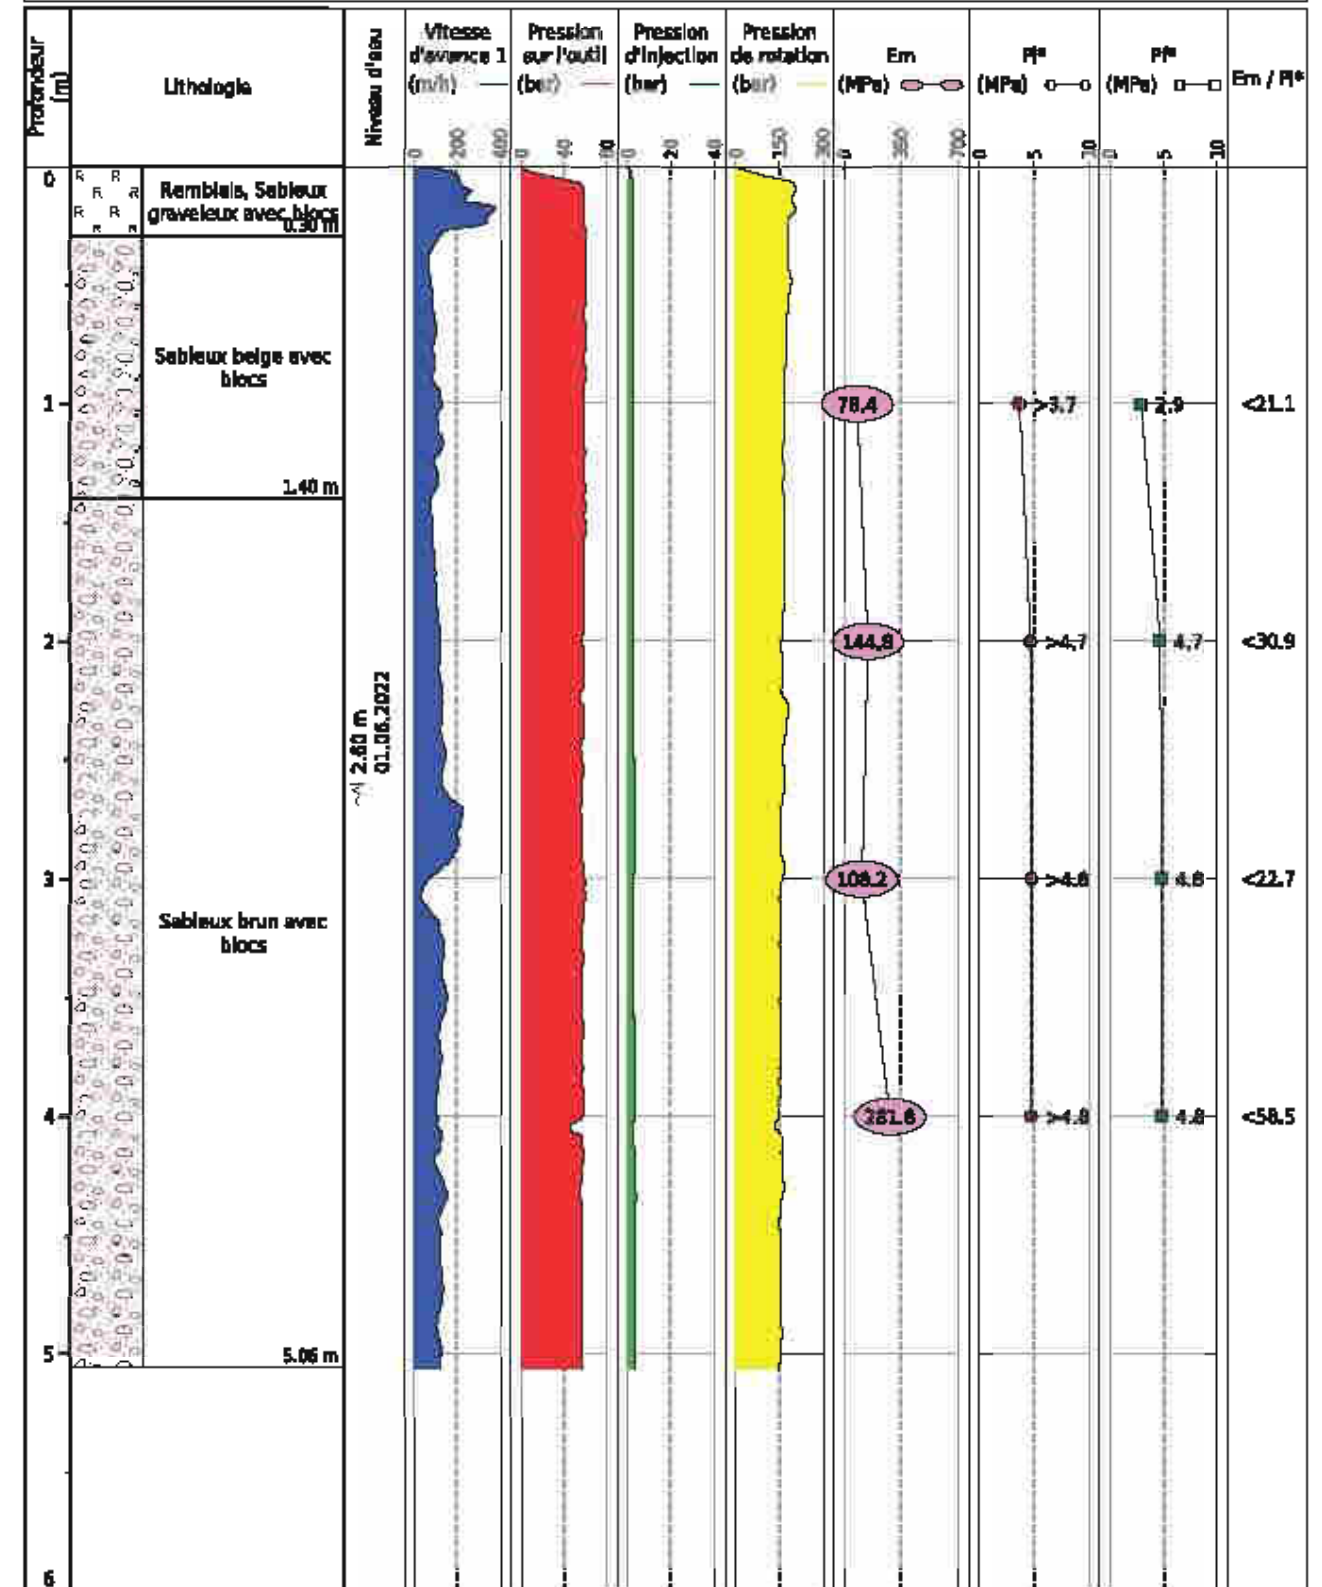 Profondeur (m)
Lithologie
Niveau d'eau
Vitesse d'avance 1 (m/h)
0 200 400
Pression sur l'outil (bar)
0 40 80
Pression d'injection (bar)
0 20 40
Pression de rotation (bar)
0 150 300
Em (MPa)
0 350 700
Pl* (MPa)
0 5 10
Pf* (MPa)
0 5 10
Em / Pl*
0
R R
R R
R R
R R
Remblais, Sableux
graveleux avec blocs
0.30 m
Sableux beige avec
blocs
1
78.4
>3.7
2.9
<21.1
1.40 m
2
144.8
>4.7
4.7
<30.9
2.60 m
01.06.2022
3
108.2
>4.8
4.8
<22.7
Sableux brun avec
blocs
4
281.6
>4.8
4.8
<58.5
5
5.06 m
6